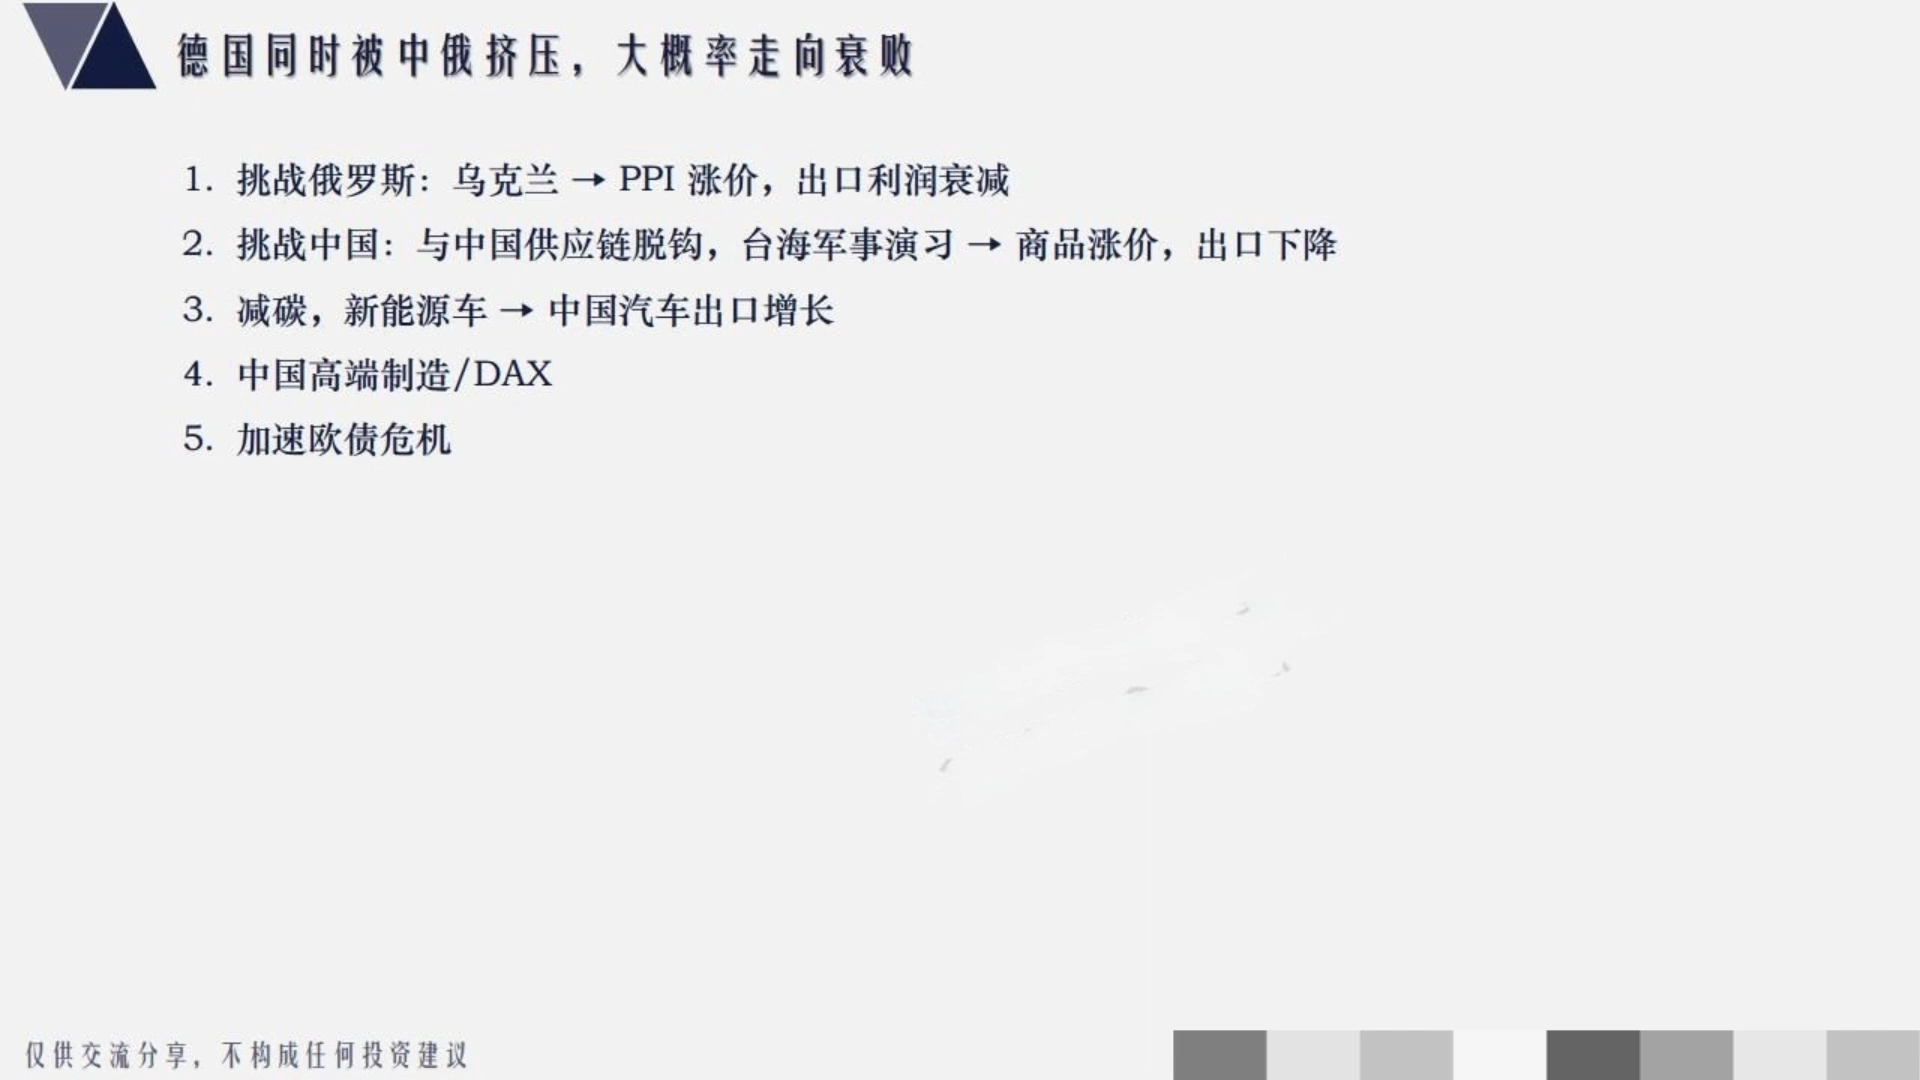 德国同时被中俄挤压，大概率走向衰败
1. 挑战俄罗斯：乌克兰 → PPI 涨价，出口利润衰减
2. 挑战中国：与中国供应链脱钩，台海军事演习 → 商品涨价，出口下降
3. 减碳，新能源车 → 中国汽车出口增长
4. 中国高端制造/DAX
5. 加速欧债危机
仅供交流分享，不构成任何投资建议